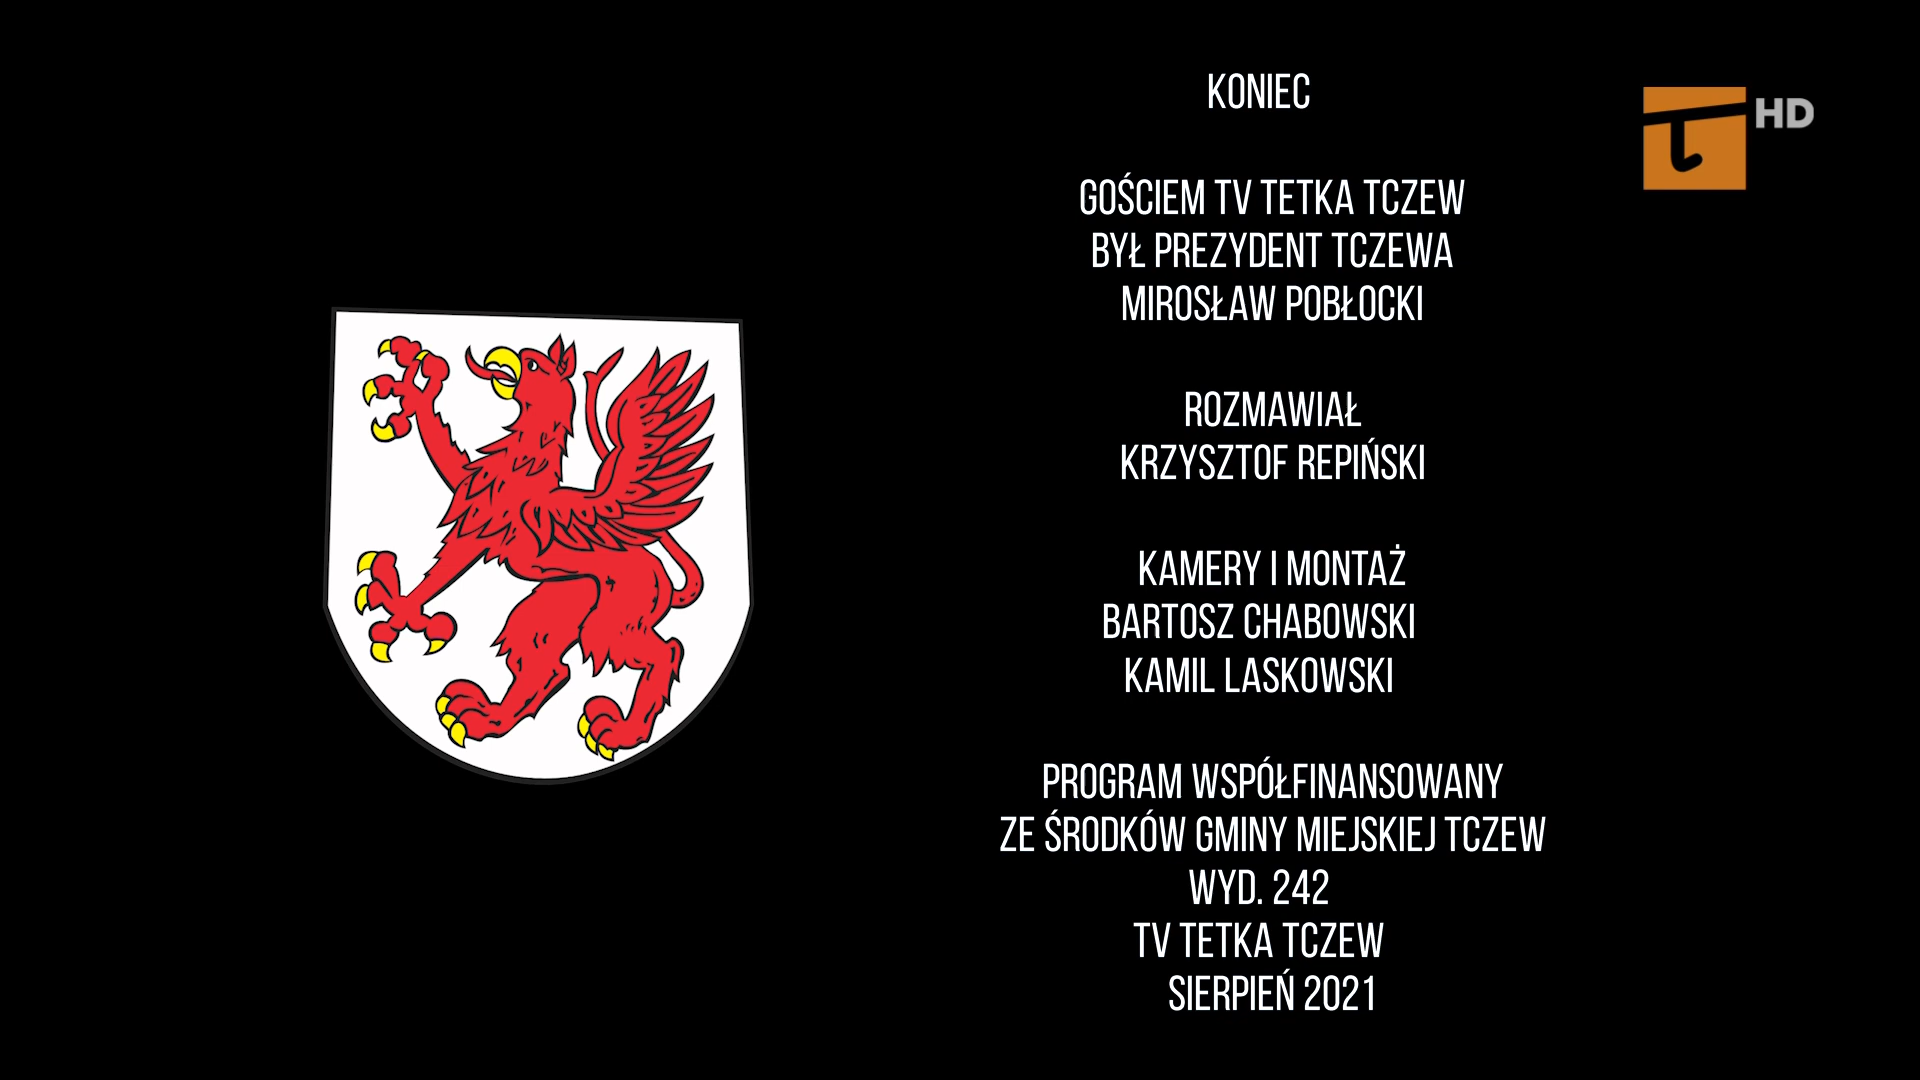 KONIEC
GOŚCIEM TV TETKA TCZEW
BYŁ PREZYDENT TCZEWA
MIROSŁAW POBŁOCKI
ROZMAWIAŁ
KRZYSZTOF REPIŃSKI
KAMERY I MONTAŻ
BARTOSZ CHABOWSKI
KAMIL LASKOWSKI
PROGRAM WSPÓŁFINANSOWANY
ZE ŚRODKÓW GMINY MIEJSKIEJ TCZEW
WYD. 242
TV TETKA TCZEW
SIERPIEŃ 2021
HD